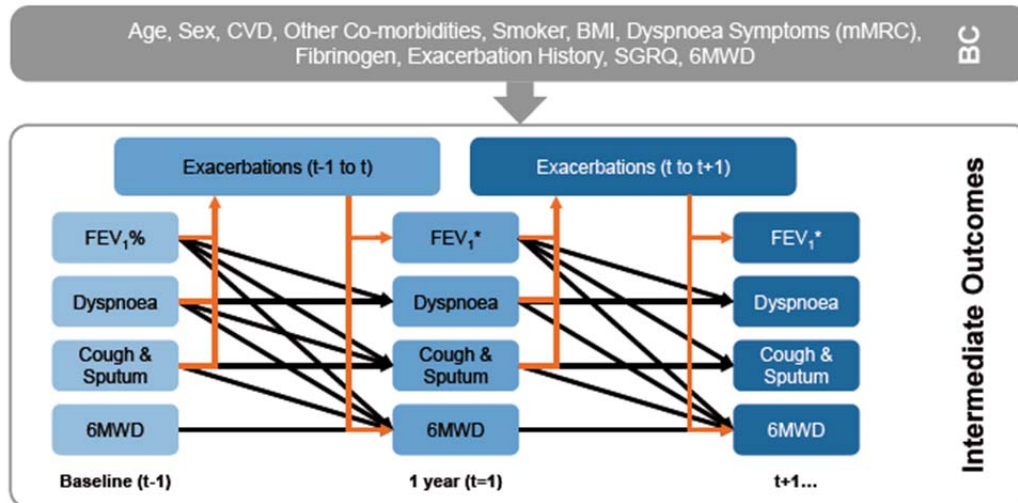 Age, Sex, CVD, Other Co-morbidities, Smoker, BMI, Dyspnoea Symptoms (mMRC),
Fibrinogen, Exacerbation History, SGRQ, 6MWD
BC
Exacerbations (t-1 to t)
Exacerbations (t to t+1)
FEV₁%
FEV₁*
FEV₁*
Dyspnoea
Dyspnoea
Dyspnoea
Cough &
Sputum
Cough &
Sputum
Cough &
Sputum
6MWD
6MWD
6MWD
Baseline (t-1)
1 year (t=1)
t+1...
Intermediate Outcomes